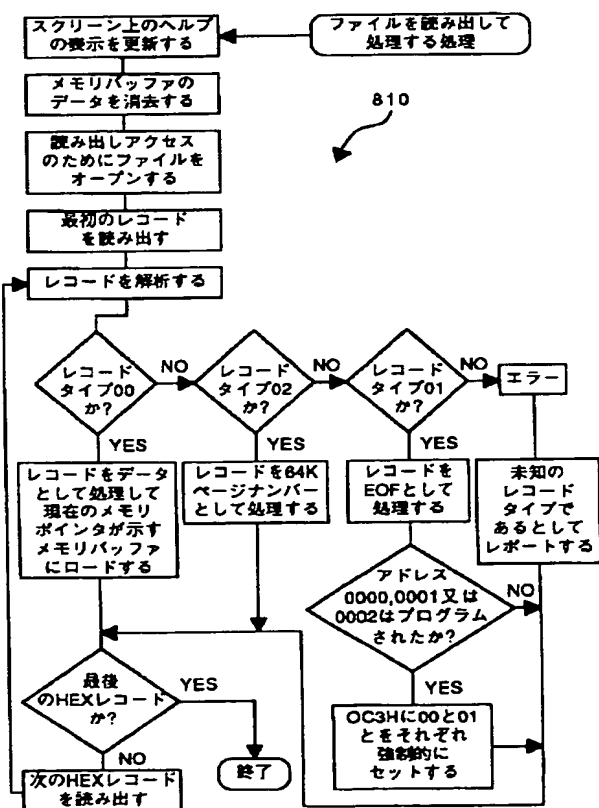 スクリーン上のヘルプ
の表示を更新する
ファイルを読み出して
処理する処理
メモリバッファの
データを消去する
810
読み出しアクセス
のためにファイルを
オープンする
最初のレコード
を読み出す
レコードを解析する
レコード
タイプ00
か?
NO
レコード
タイプ02
か?
NO
レコード
タイプ01
か?
NO
エラー
YES
YES
YES
レコードをデータ
として処理して
現在のメモリ
ポインタが示す
メモリバッファ
にロードする
レコードを64K
ページナンバー
として処理する
レコードを
EOFとして
処理する
未知の
レコード
タイプで
あるとして
レポートする
アドレス
0000,0001又は
0002はプログラム
されたか?
NO
YES
最後
のHEXレコード
か?
YES
NO
終了
OC3Hに00と01
とをそれぞれ
強制的に
セットする
次のHEXレコード
を読み出す